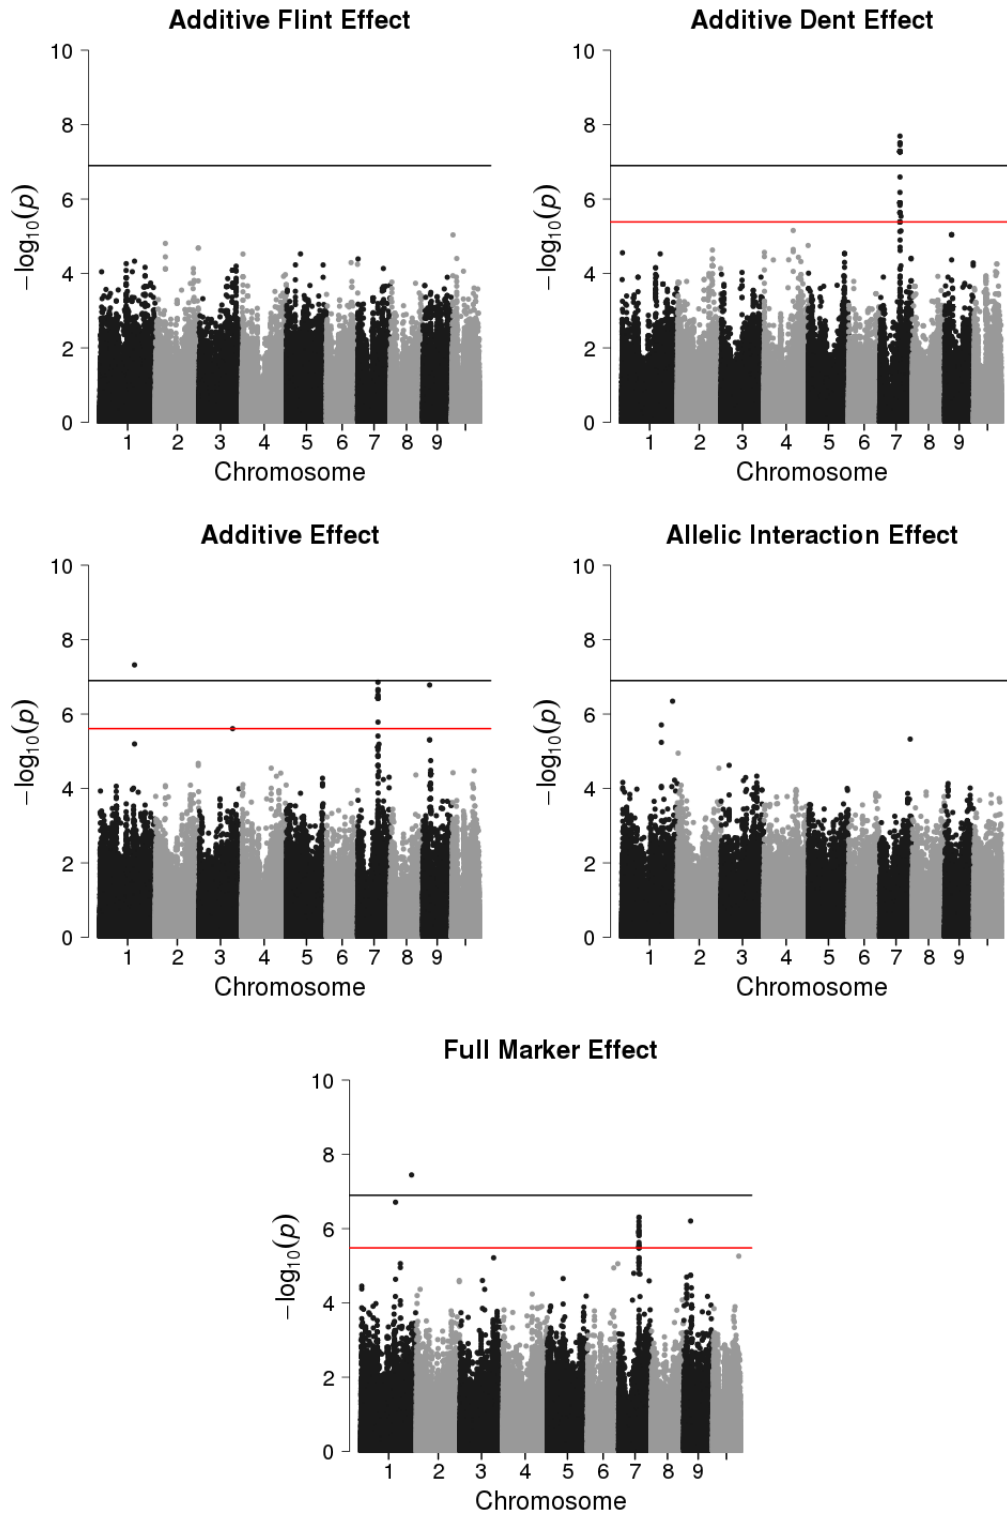 Additive Flint Effect
10
8
6
4
2
0
−log10(p)
1 2 3 4 5 6 7 8 9
Chromosome
Additive Dent Effect
10
8
6
4
2
0
−log10(p)
1 2 3 4 5 6 7 8 9
Chromosome
Additive Effect
10
8
6
4
2
0
−log10(p)
1 2 3 4 5 6 7 8 9
Chromosome
Allelic Interaction Effect
10
8
6
4
2
0
−log10(p)
1 2 3 4 5 6 7 8 9
Chromosome
Full Marker Effect
10
8
6
4
2
0
−log10(p)
1 2 3 4 5 6 7 8 9
Chromosome